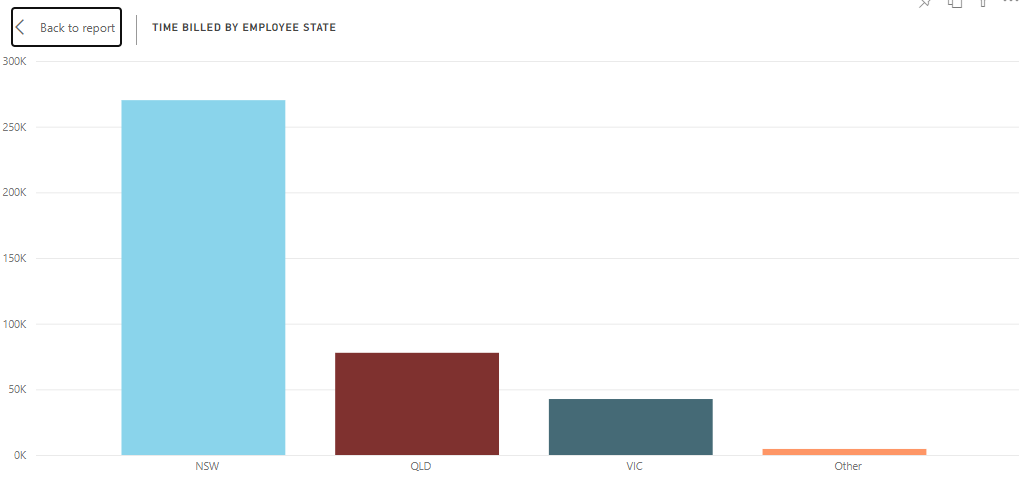 Back to report
TIME BILLED BY EMPLOYEE STATE
300K
250K
200K
150K
100K
50K
0K
NSW QLD VIC Other